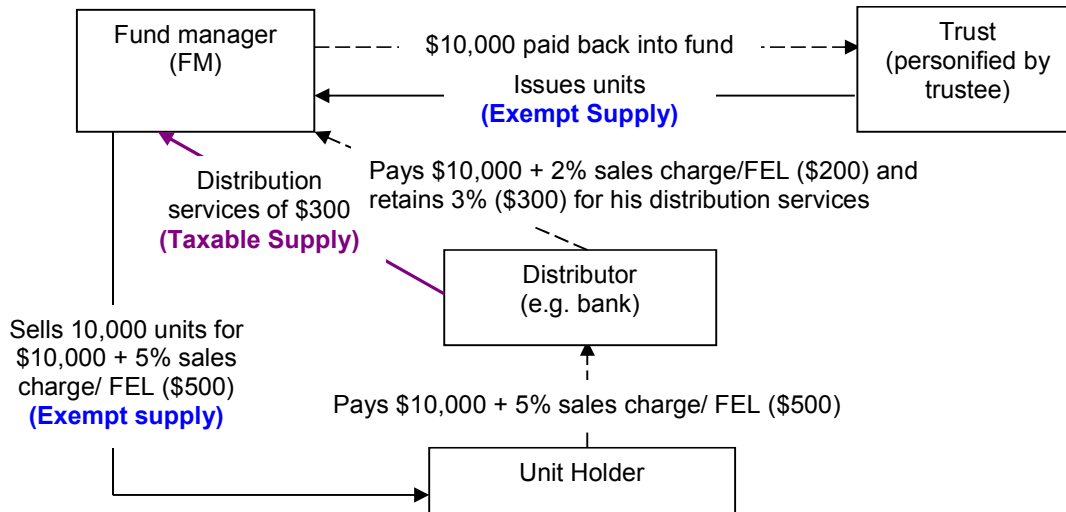 Fund manager
(FM)
$10,000 paid back into fund
Trust
(personified by
trustee)
Issues units
(Exempt Supply)
Pays $10,000 + 2% sales charge/FEL ($200) and
retains 3% ($300) for his distribution services
Distribution
services of $300
(Taxable Supply)
Distributor
(e.g. bank)
Sells 10,000 units for
$10,000 + 5% sales
charge/ FEL ($500)
(Exempt supply)
Pays $10,000 + 5% sales charge/ FEL ($500)
Unit Holder